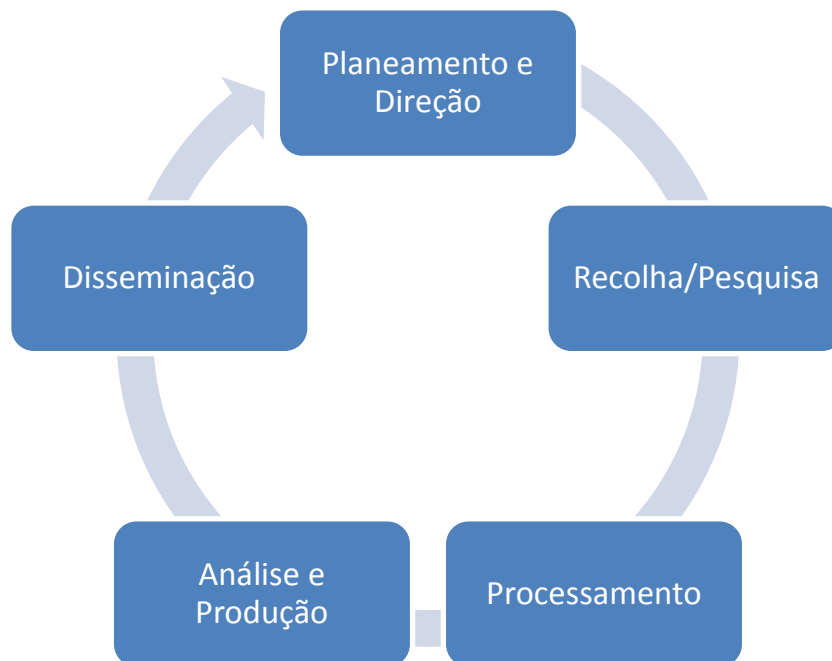 Planeamento e
Direção
Recolha/Pesquisa
Processamento
Análise e
Produção
Disseminação